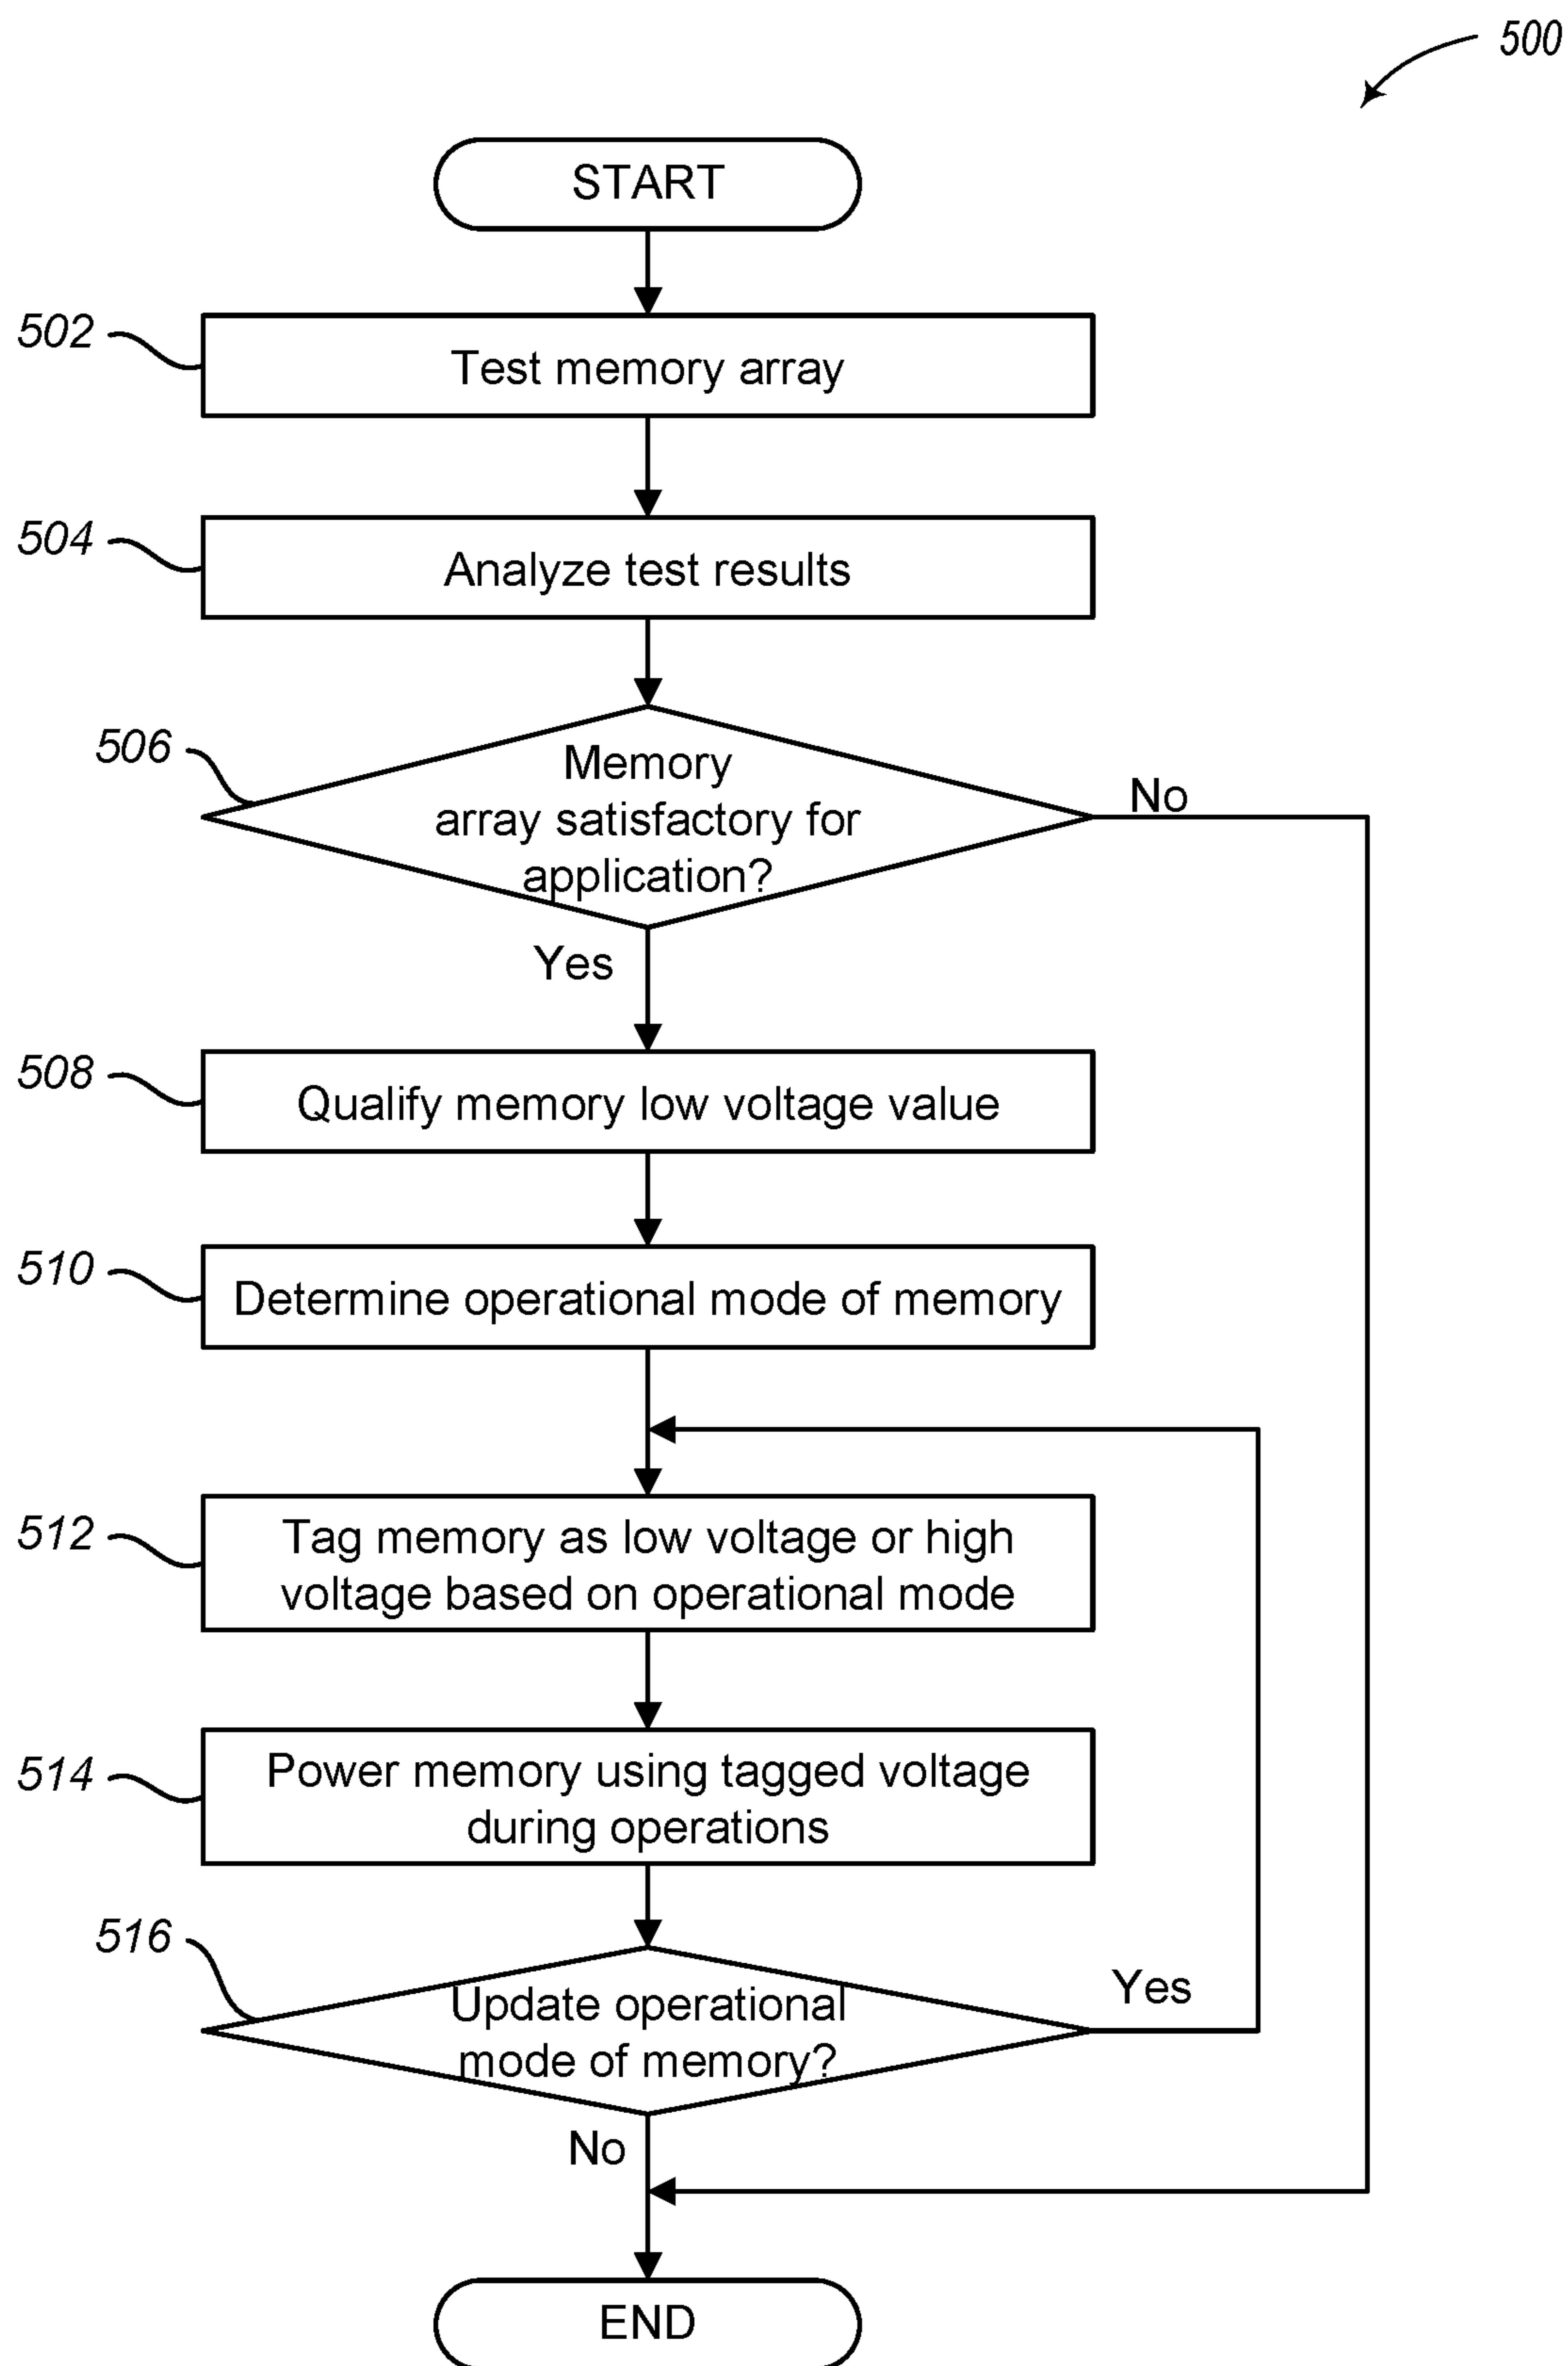 500
START
502
Test memory array
504
Analyze test results
506
Memory
array satisfactory for
application?
No
Yes
508
Qualify memory low voltage value
510
Determine operational mode of memory
512
Tag memory as low voltage or high
voltage based on operational mode
514
Power memory using tagged voltage
during operations
516
Update operational
mode of memory?
Yes
No
END